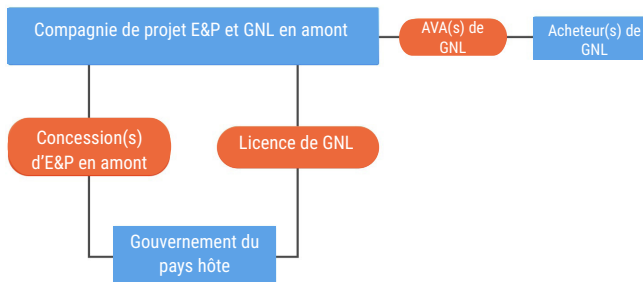 Compagnie de projet E&P et GNL en amont
AVA(s) de
GNL
Acheteur(s) de
GNL
Concession(s)
d'E&P en amont
Licence de GNL
Gouvernement du
pays hôte